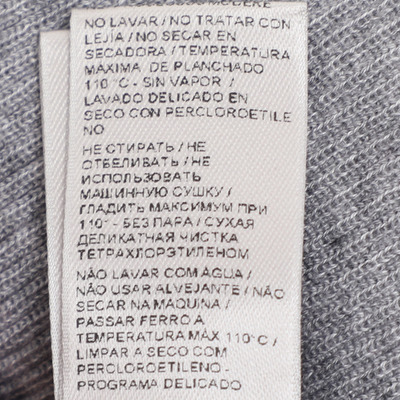 NO LAVAR / NO TRATAR CON
LEJIA / NO SECAR EN
SECADORA / TEMPERATURA
MÁXIMA DE PLANCHADO
110°C - SIN VAPOR /
LAVADO DELICADO EN
SECO CON PERCLOROETILE
NO
НЕ СТИРАТЬ / НЕ
ОТБЕЛИВАТЬ / НЕ
ИСПОЛЬЗОВАТЬ
МАШИННУЮ СУШКУ /
ГЛАДИТЬ МАКСИМУМ ПРИ
110° - БЕЗ ПАРА / СУХАЯ
ДЕЛИКАТНАЯ ЧИСТКА
ТЕТРАХЛОРЭТИЛЕНОМ
NÃO LAVAR COM AGUA /
NÃO USAR ALVEJANTE / NÃO
SECAR NA MAQUINA /
PASSAR FERRO A
TEMPERATURA MÁX 110°C /
LIMPAR A SECO COM
PERCLOROETILENO -
PROGRAMA DELICADO